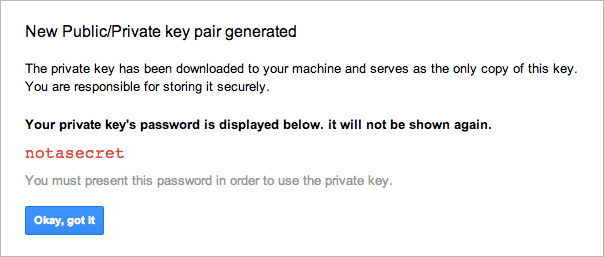 New Public/Private key pair generated
The private key has been downloaded to your machine and serves as the only copy of this key.
You are responsible for storing it securely.
Your private key's password is displayed below. it will not be shown again.
notasecret
You must present this password in order to use the private key.
Okay, got it